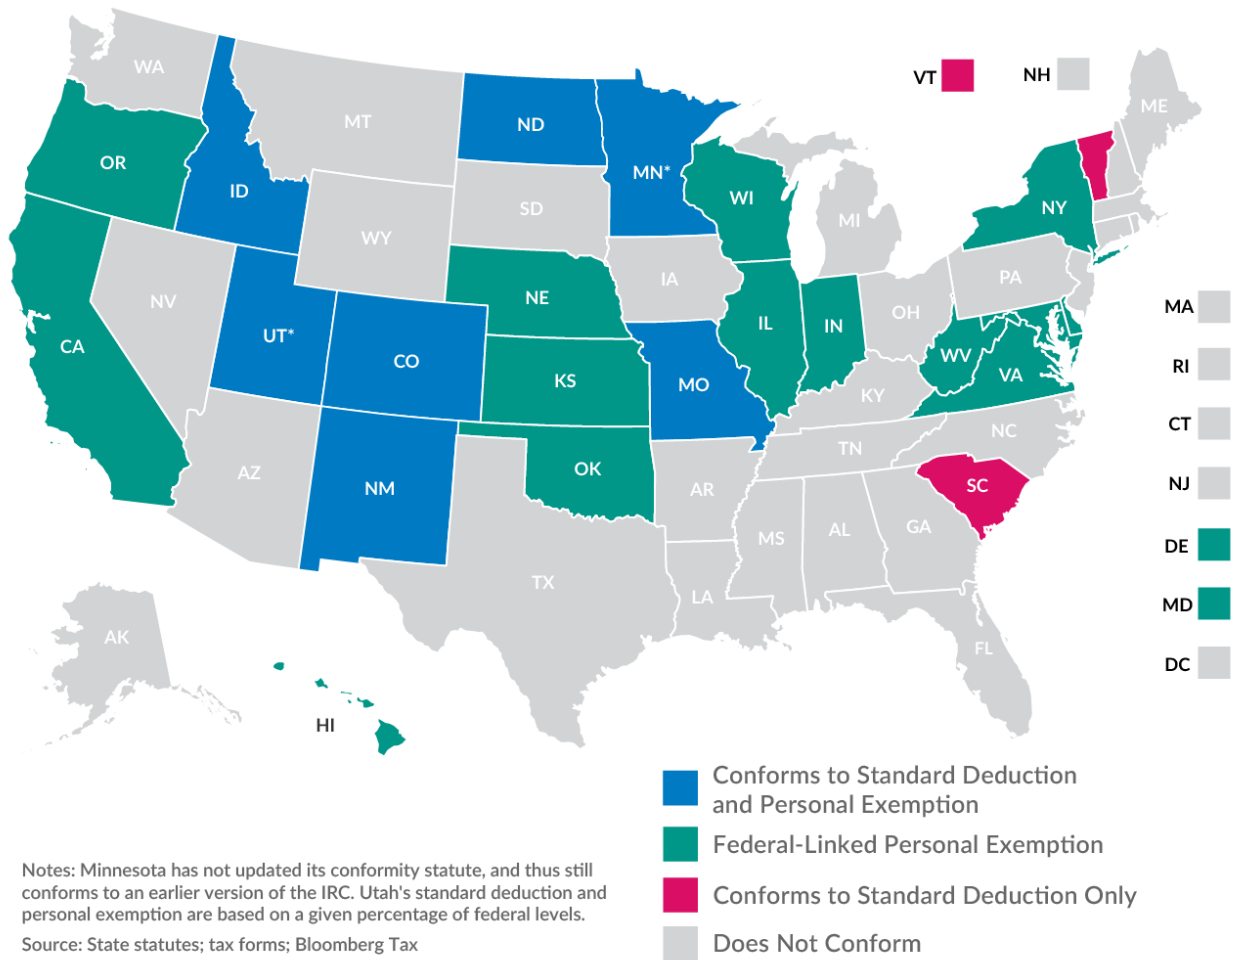 WA
VT
NH
ME
MT
ND
OR
MN*
ID
WI
SD
NY
MI
WY
IA
PA
NV
NE
MA
OH
IL
IN
UT*
CA
CO
WV
RI
VA
KS
MO
KY
CT
NC
TN
AZ
OK
NM
AR
SC
NJ
MS
AL
GA
DE
TX
LA
MD
AK
FL
DC
HI
Conforms to Standard Deduction
and Personal Exemption
Federal-Linked Personal Exemption
Conforms to Standard Deduction Only
Does Not Conform
Notes: Minnesota has not updated its conformity statute, and thus still
conforms to an earlier version of the IRC. Utah's standard deduction and
personal exemption are based on a given percentage of federal levels.
Source: State statutes; tax forms; Bloomberg Tax